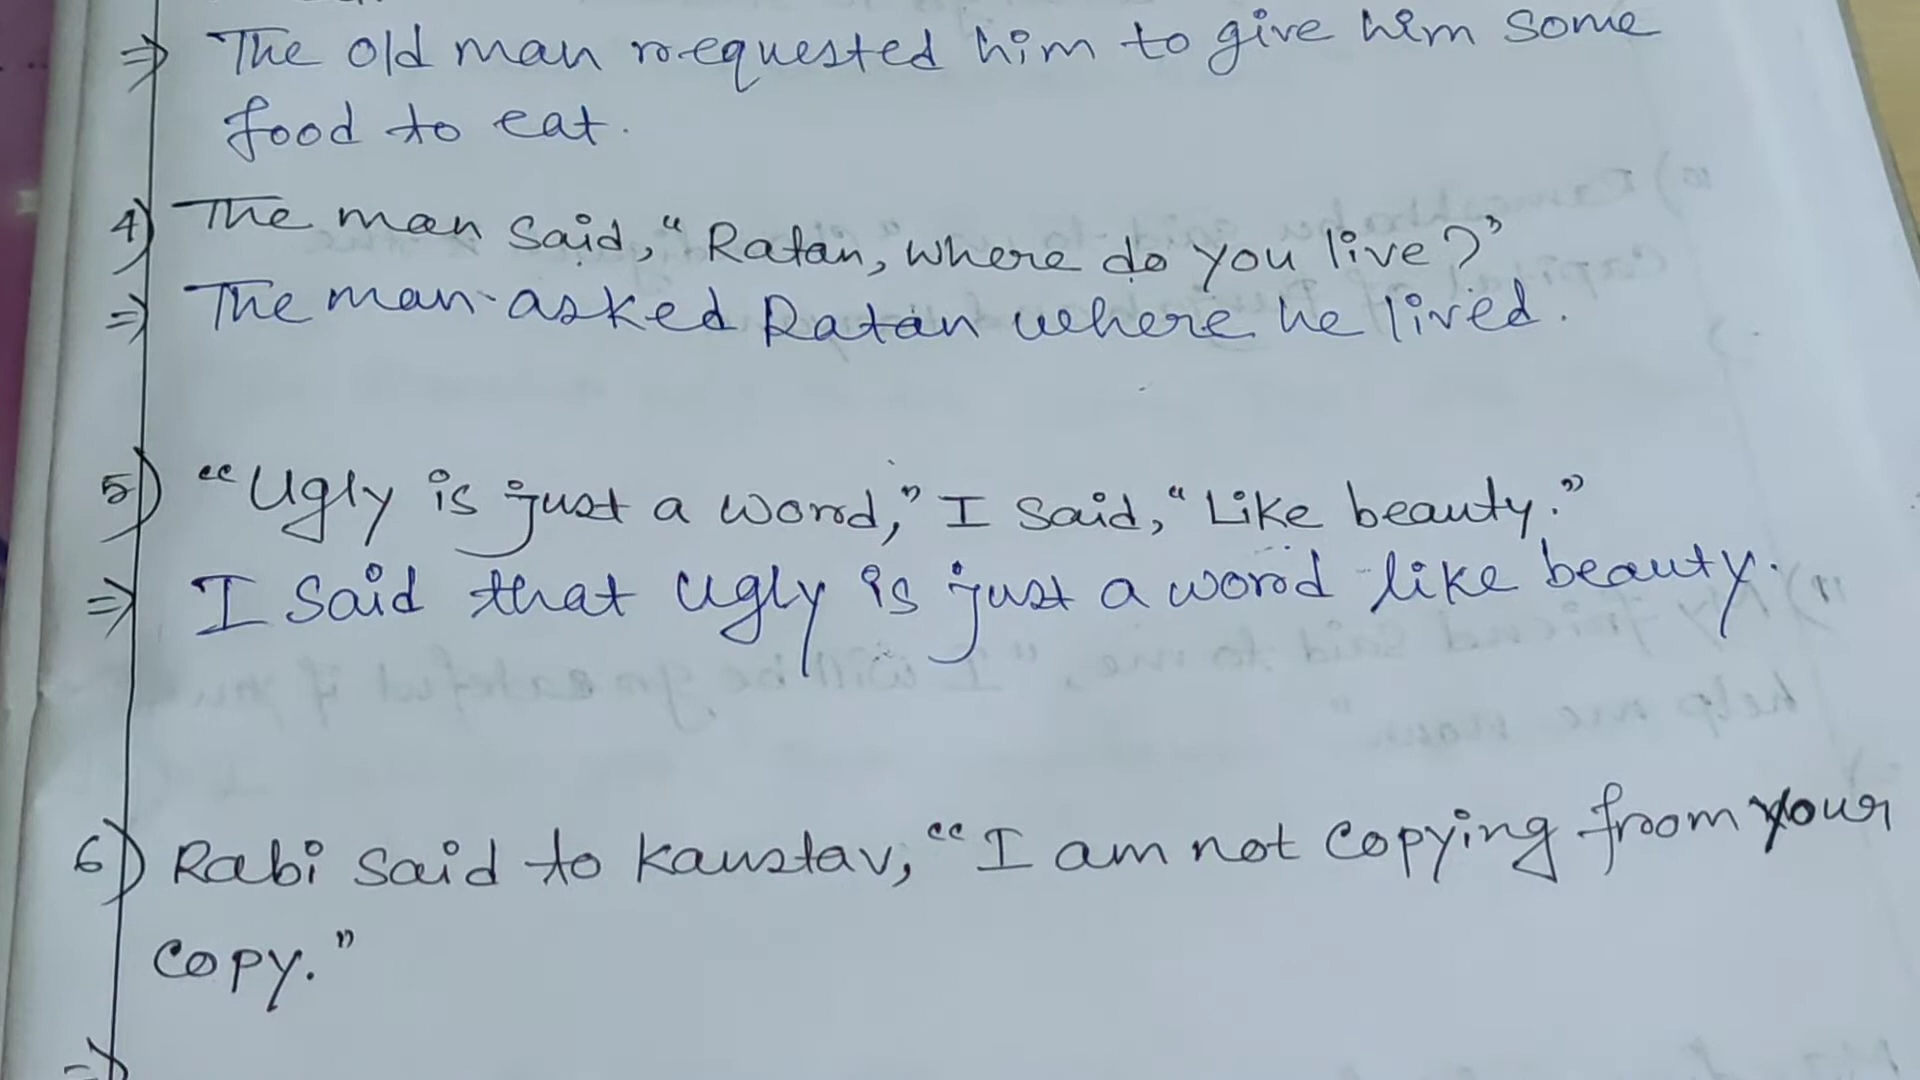 ⇒ The old man requested him to give him some
food to eat.
4) The man said, "Ratan, where do you live?"
⇒ The man asked Ratan where he lived.
5) "Ugly is just a word," I said, "Like beauty."
⇒ I said that ugly is just a word like beauty.
6) Rabi said to Kaustav, "I am not copying from your
copy."
⇒